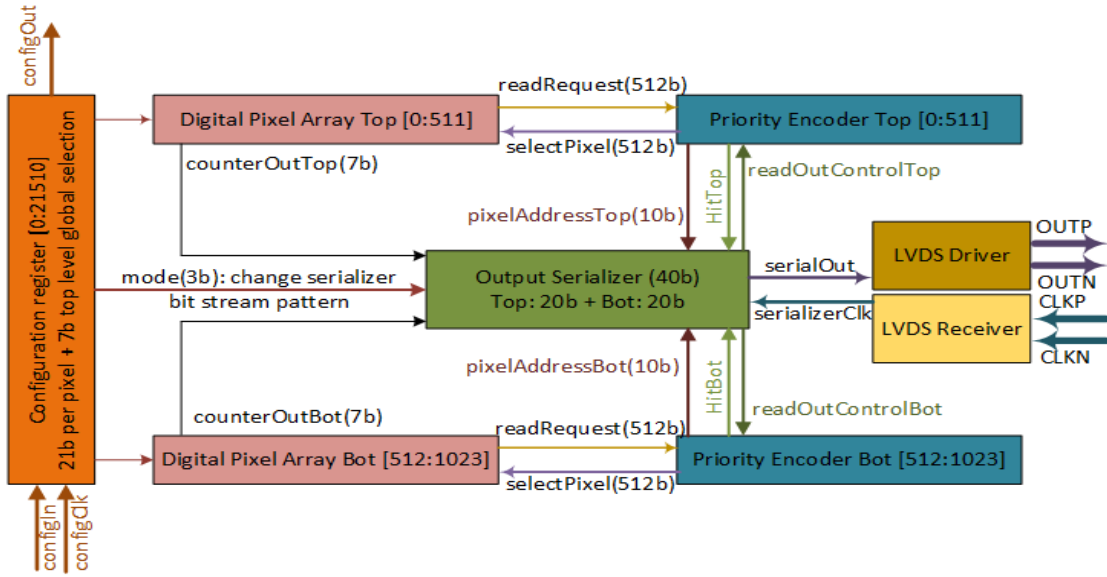 configOut
Configuration register [0:21510]
21b per pixel + 7b top level global selection
configIn
configClk
Digital Pixel Array Top [0:511]
readRequest(512b)
selectPixel(512b)
Priority Encoder Top [0:511]
counterOutTop(7b)
pixelAddressTop(10b)
HitTop
readOutControlTop
mode(3b): change serializer
bit stream pattern
Output Serializer (40b)
Top: 20b + Bot: 20b
serialOut
serializerClk
LVDS Driver
OUTP
OUTN
LVDS Receiver
CLKP
CLKN
pixelAddressBot(10b)
HitBot
readOutControlBot
counterOutBot(7b)
Digital Pixel Array Bot [512:1023]
readRequest(512b)
selectPixel(512b)
Priority Encoder Bot [512:1023]